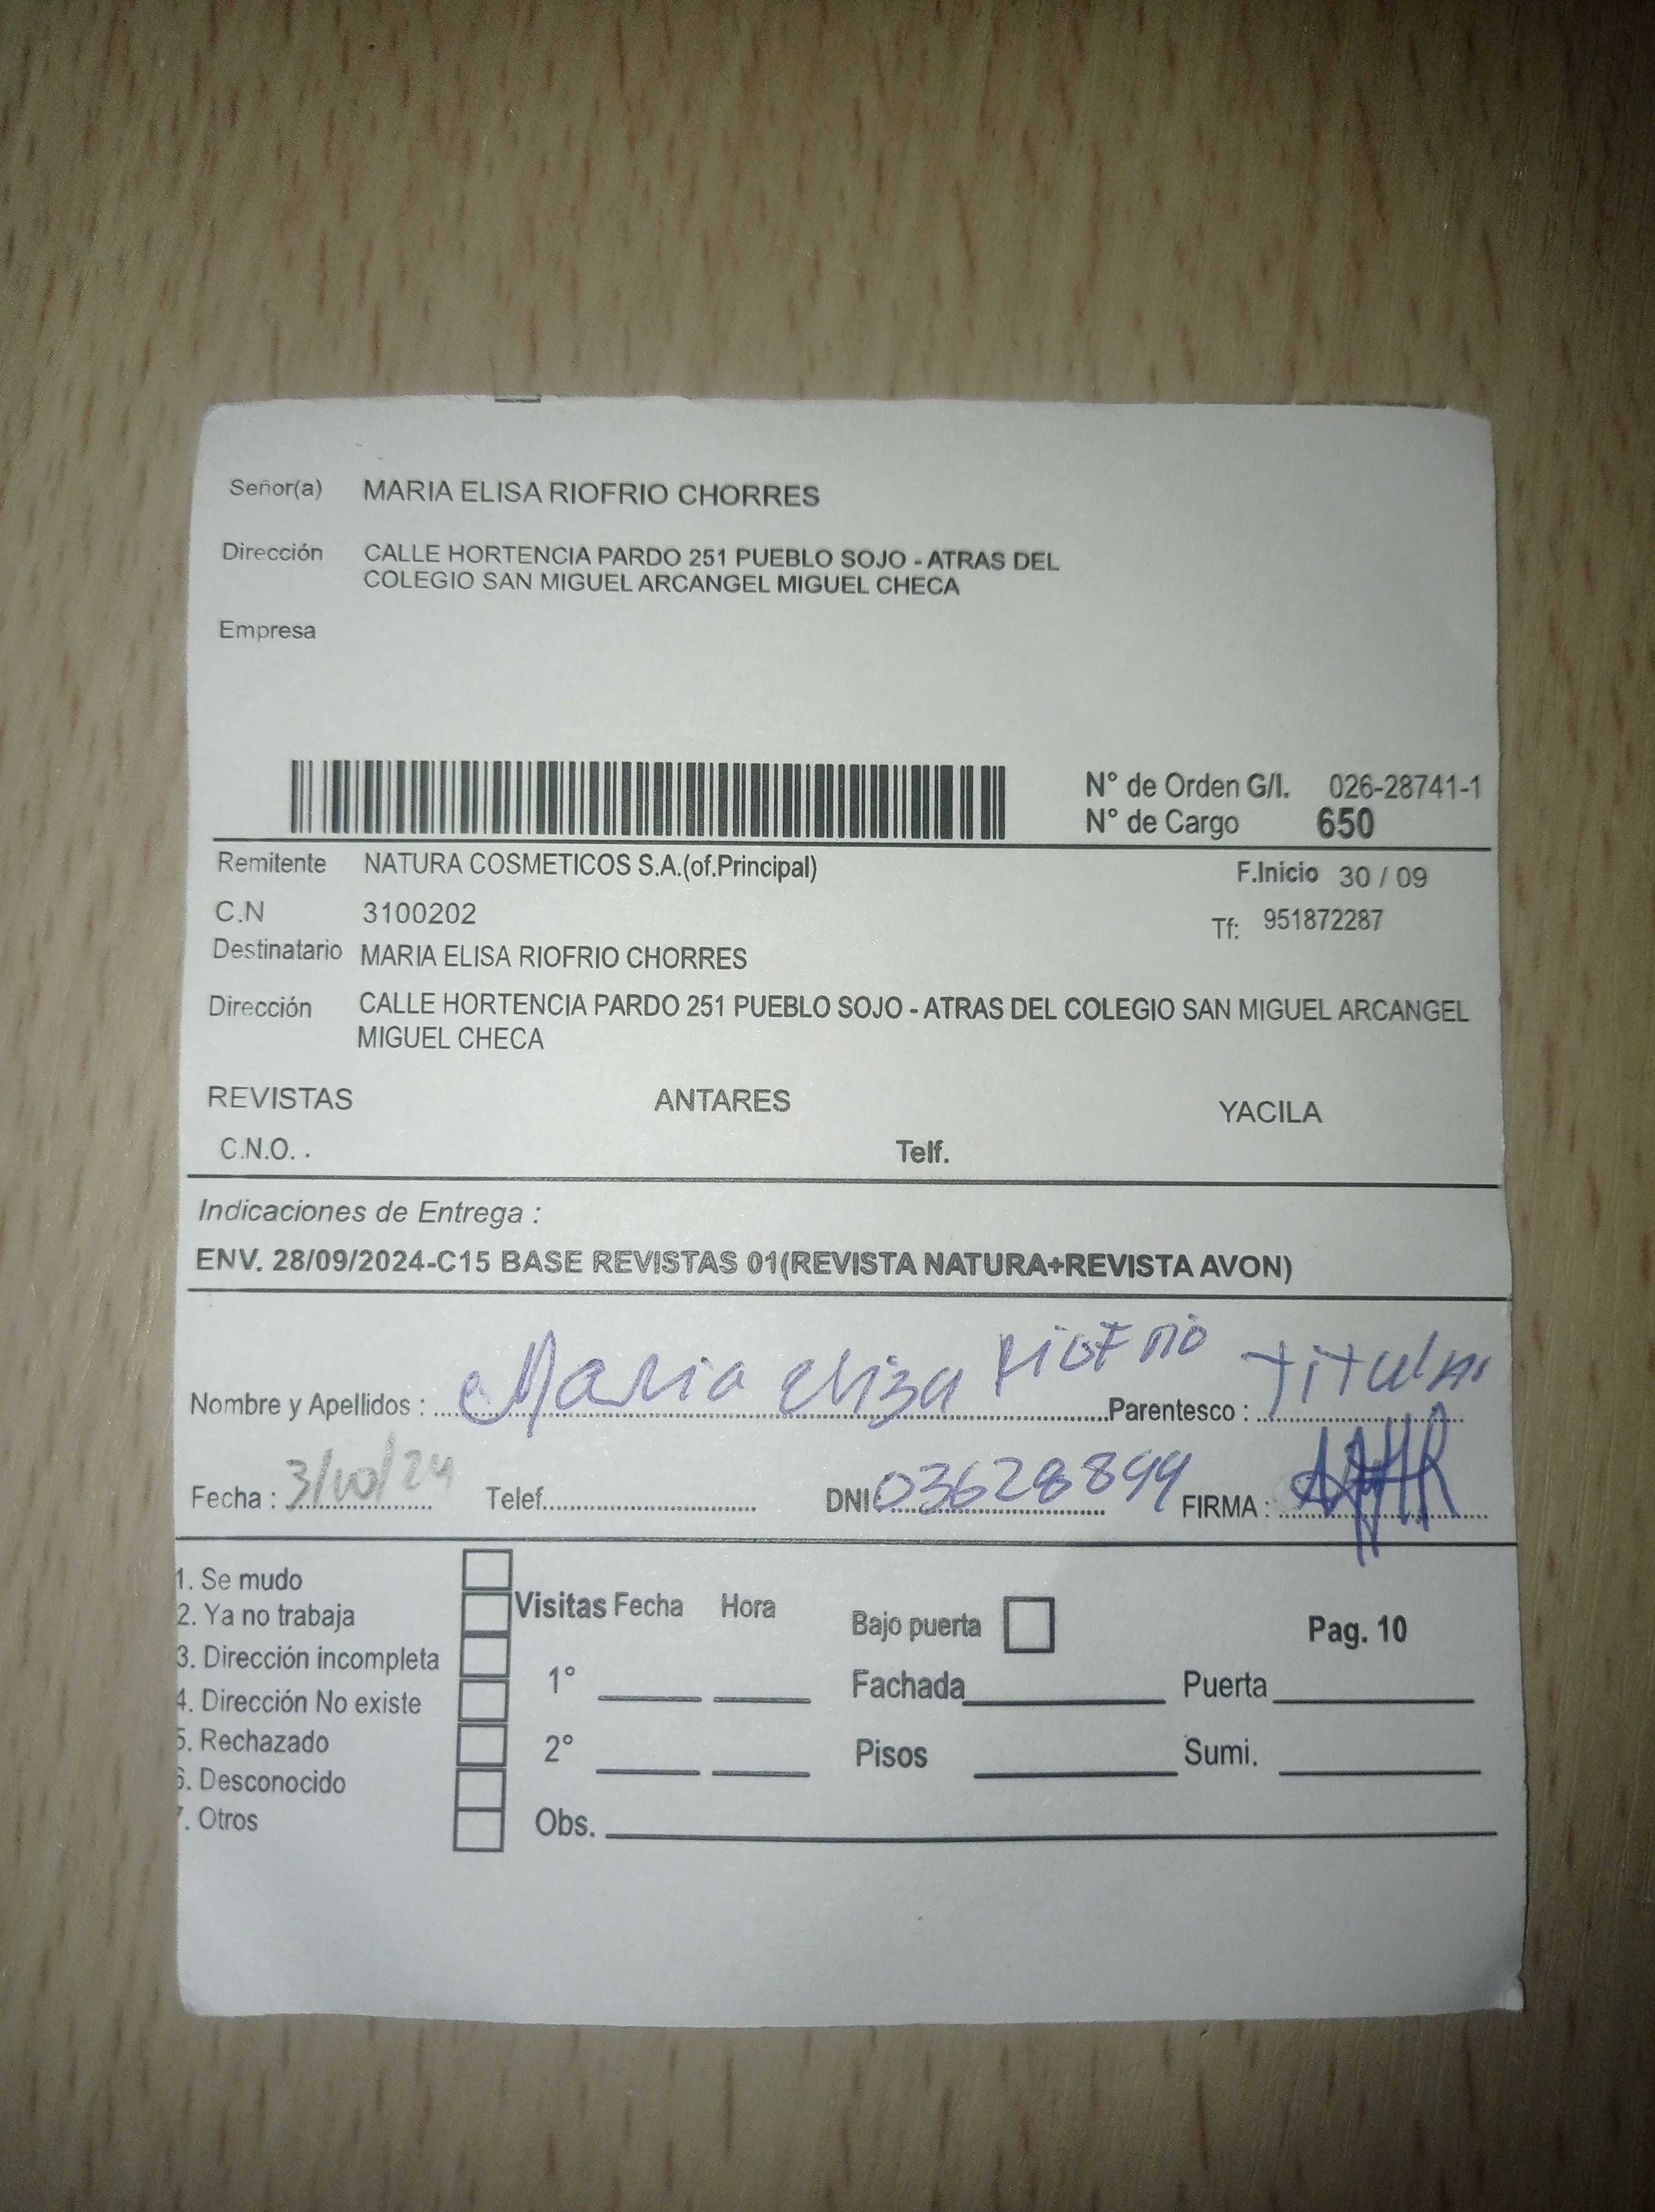 Señor(a) MARIA ELISA RIOFRIO CHORRES
Dirección CALLE HORTENCIA PARDO 251 PUEBLO SOJO - ATRAS DEL
COLEGIO SAN MIGUEL ARCANGEL MIGUEL CHECA
Empresa
N° de Orden G/I. 026-28741-1
N° de Cargo 650
Remitente NATURA COSMETICOS S.A.(of.Principal) F.Inicio 30 / 09
C.N 3100202 Tf: 951872287
Destinatario MARIA ELISA RIOFRIO CHORRES
Dirección CALLE HORTENCIA PARDO 251 PUEBLO SOJO - ATRAS DEL COLEGIO SAN MIGUEL ARCANGEL
MIGUEL CHECA
REVISTAS ANTARES YACILA
C.N.O. . Telf.
Indicaciones de Entrega :
ENV. 28/09/2024-C15 BASE REVISTAS 01(REVISTA NATURA+REVISTA AVON)
Nombre y Apellidos : Maria eliza RiOFriO Parentesco : Titular
Fecha : 3/10/24 Telef. DNI: 03628899 FIRMA :
1. Se mudo
2. Ya no trabaja Visitas Fecha Hora Bajo puerta Pag. 10
3. Dirección incompleta
4. Dirección No existe 1° Fachada Puerta
5. Rechazado 2° Pisos Sumi.
6. Desconocido
7. Otros Obs.